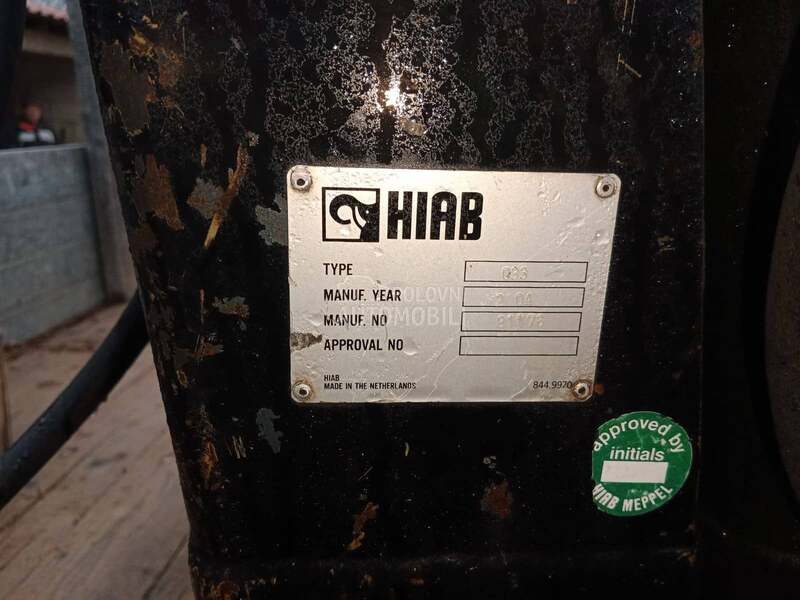 HIAB
TYPE
MANUF. YEAR
MANUF. NO
APPROVAL NO
HIAB
MADE IN THE NETHERLANDS
844.9970
approved by
initials
HIAB MEPPEL